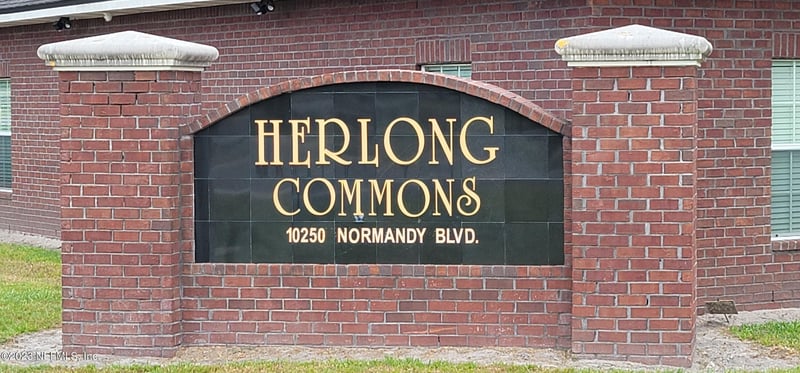 HERLONG
COMMONS
10250 NORMANDY BLVD.
©2023 NEFMLS, Inc